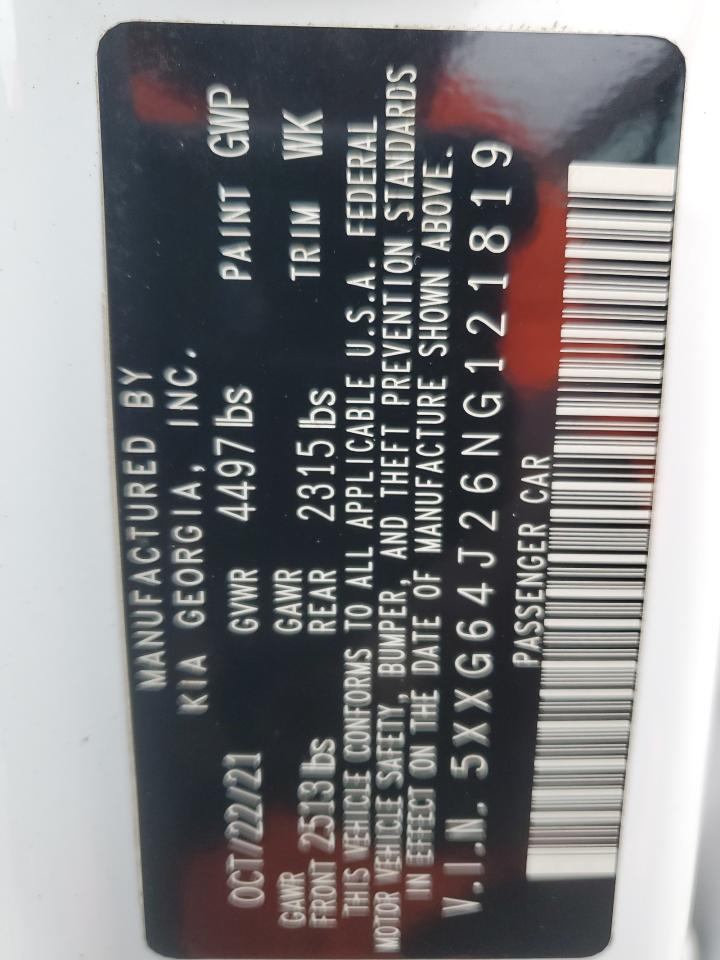 MANUFACTURED BY
KIA GEORGIA, INC.
OCT/22/21 GVWR 4497 lbs PAINT GWP
GAWR FRONT 2513 lbs GAWR REAR 2315 lbs TRIM WK
THIS VEHICLE CONFORMS TO ALL APPLICABLE U.S.A. FEDERAL
MOTOR VEHICLE SAFETY, BUMPER, AND THEFT PREVENTION STANDARDS
IN EFFECT ON THE DATE OF MANUFACTURE SHOWN ABOVE.
V.I.N. 5XXG64J26NG121819
PASSENGER CAR